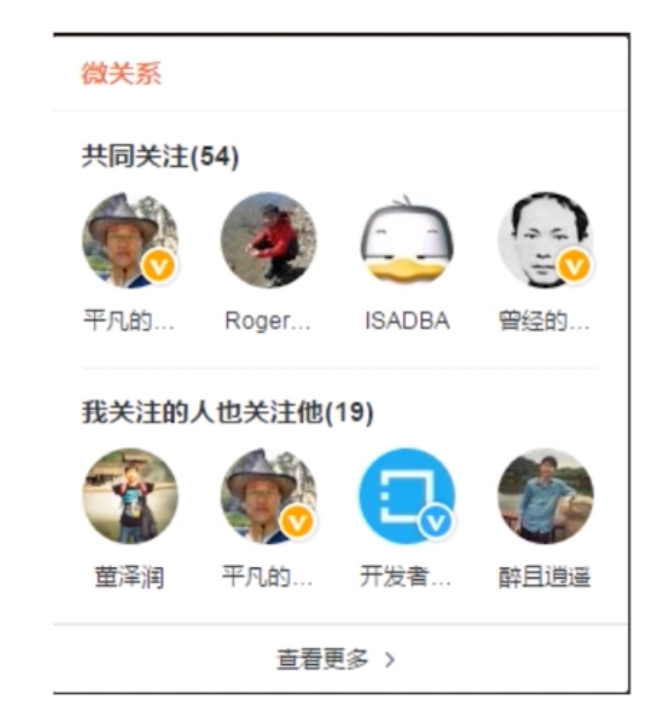 微关系
共同关注(54)
平凡的... Roger... ISADBA 曾经的...
我关注的人也关注他(19)
董泽润 平凡的... 开发者... 醉且逍遥
查看更多 >